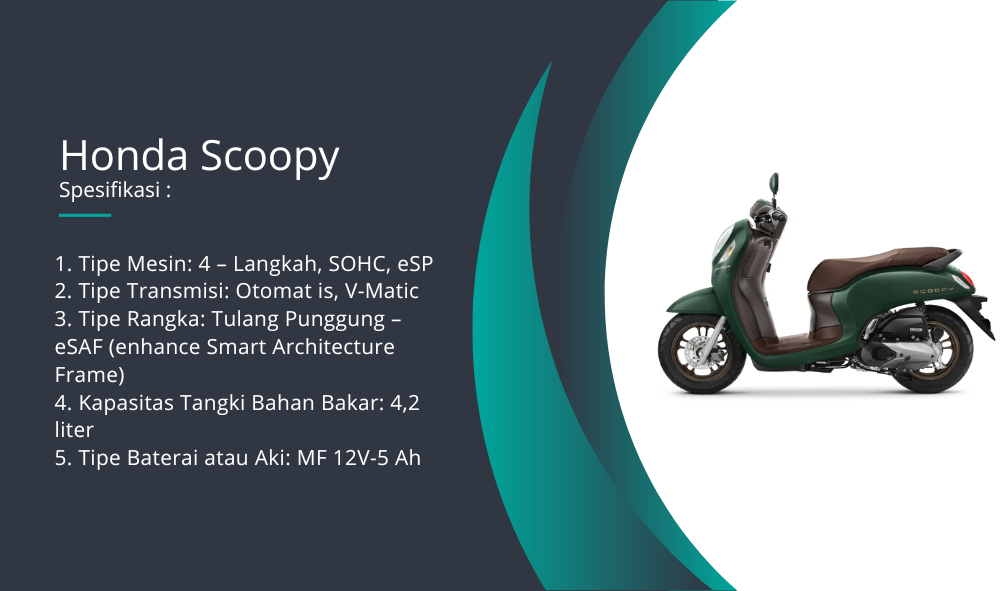 Honda Scoopy
Spesifikasi :
1. Tipe Mesin: 4 – Langkah, SOHC, eSP
2. Tipe Transmisi: Otomat is, V-Matic
3. Tipe Rangka: Tulang Punggung –
eSAF (enhance Smart Architecture
Frame)
4. Kapasitas Tangki Bahan Bakar: 4,2
liter
5. Tipe Baterai atau Aki: MF 12V-5 Ah
SCOOPY